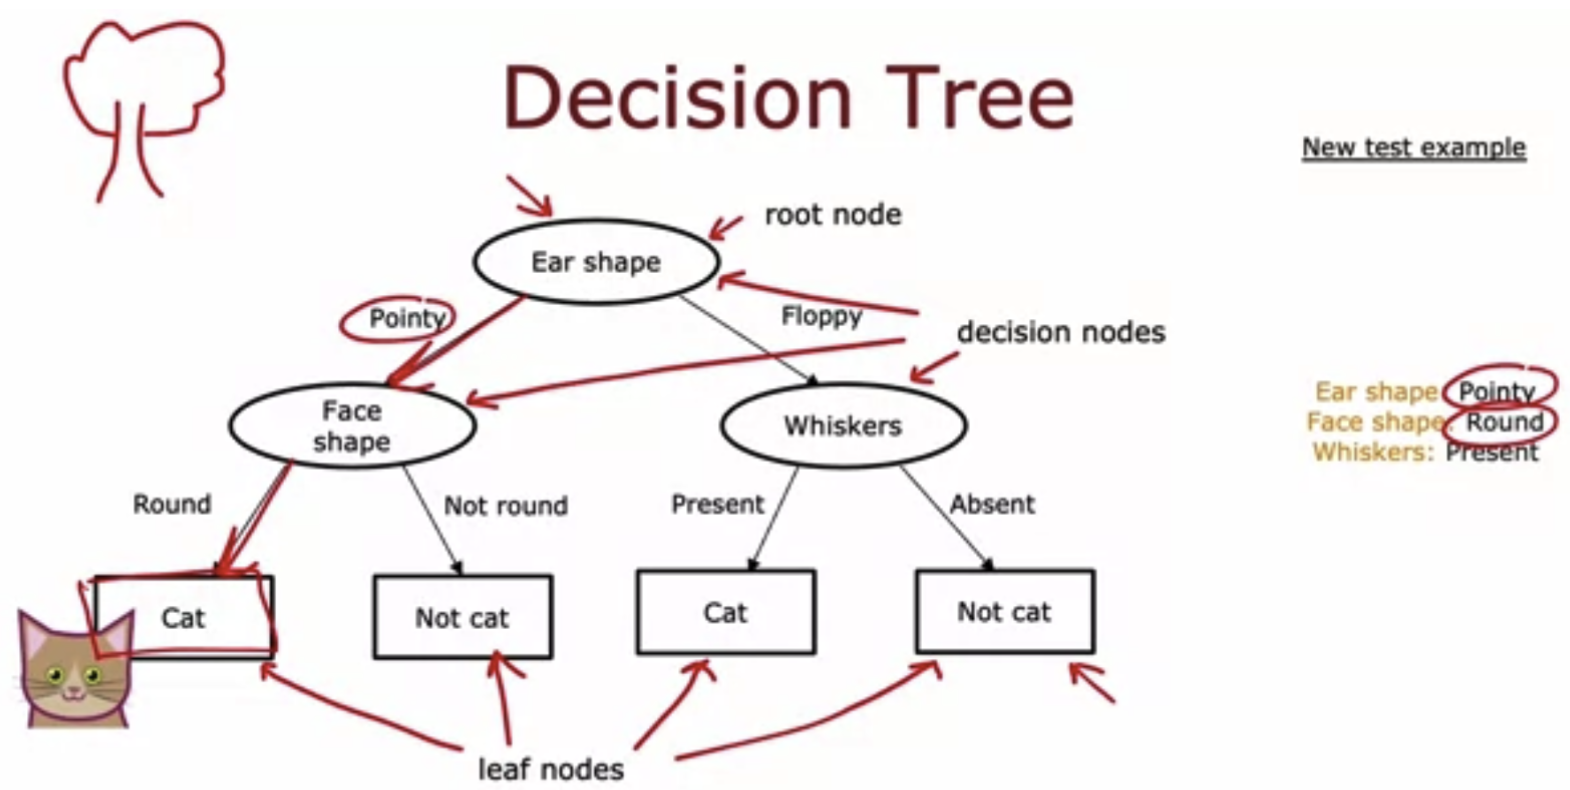 Decision Tree
New test example
root node
Ear shape
Pointy
Floppy
decision nodes
Face
shape
Whiskers
Ear shape: Pointy
Face shape: Round
Whiskers: Present
Round
Not round
Present
Absent
Cat
Not cat
Cat
Not cat
leaf nodes